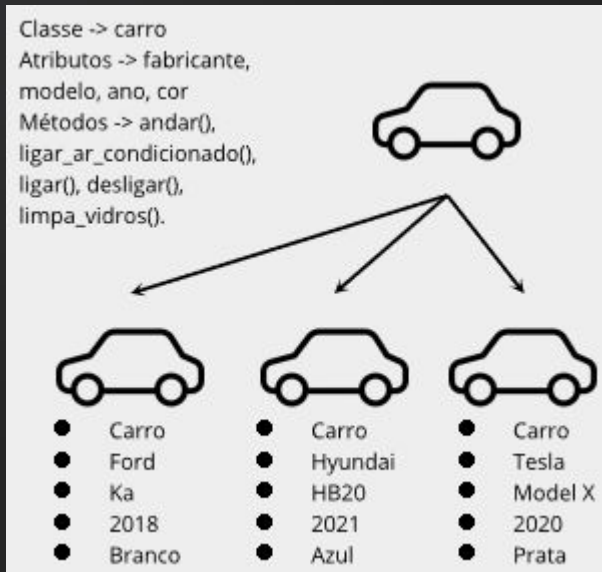 Classe -> carro
Atributos -> fabricante,
modelo, ano, cor
Métodos -> andar(),
ligar_ar_condicionado(),
ligar(), desligar(),
limpa_vidros().
Carro
Ford
Ka
2018
Branco
Carro
Hyundai
HB20
2021
Azul
Carro
Tesla
Model X
2020
Prata